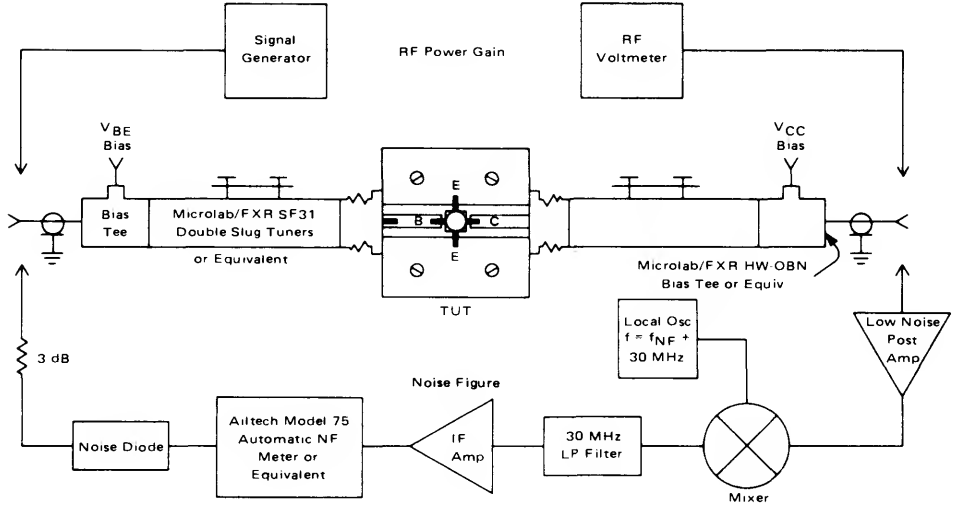 Signal
Generator
RF Power Gain
RF
Voltmeter
VBE
Bias
VCC
Bias
Bias
Tee
Microlab/FXR SF31
Double Slug Tuners
or Equivalent
E
B
C
E
TUT
Microlab/FXR HW-OBN
Bias Tee or Equiv
3 dB
Noise Figure
Local Osc
f = fNF +
30 MHz
Low Noise
Post
Amp
Noise Diode
Ailtech Model 75
Automatic NF
Meter or
Equivalent
IF
Amp
30 MHz
LP Filter
Mixer